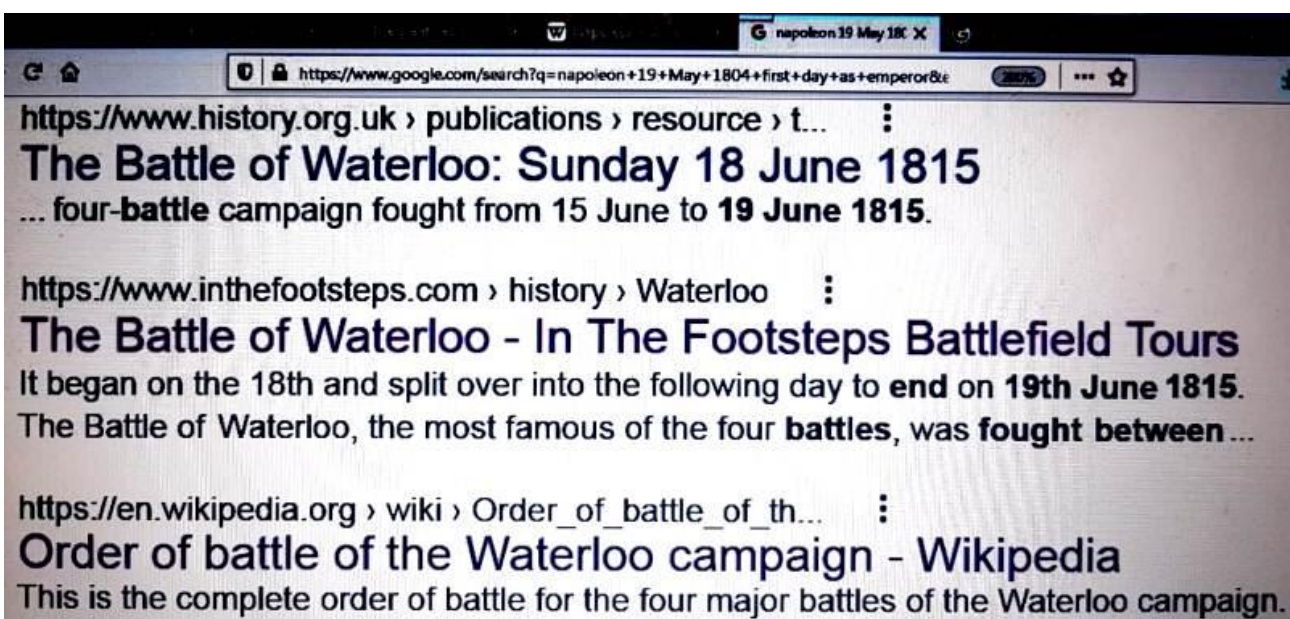 G napoleon 19 May 180 X
https://www.google.com/search?q=napoleon+19+May+1804+first+day+as+emperor&e 200% ...
https://www.history.org.uk › publications › resource › t...
The Battle of Waterloo: Sunday 18 June 1815
... four-battle campaign fought from 15 June to 19 June 1815.
https://www.inthefootsteps.com › history › Waterloo
The Battle of Waterloo - In The Footsteps Battlefield Tours
It began on the 18th and split over into the following day to end on 19th June 1815.
The Battle of Waterloo, the most famous of the four battles, was fought between ...
https://en.wikipedia.org › wiki › Order_of_battle_of_th...
Order of battle of the Waterloo campaign - Wikipedia
This is the complete order of battle for the four major battles of the Waterloo campaign.